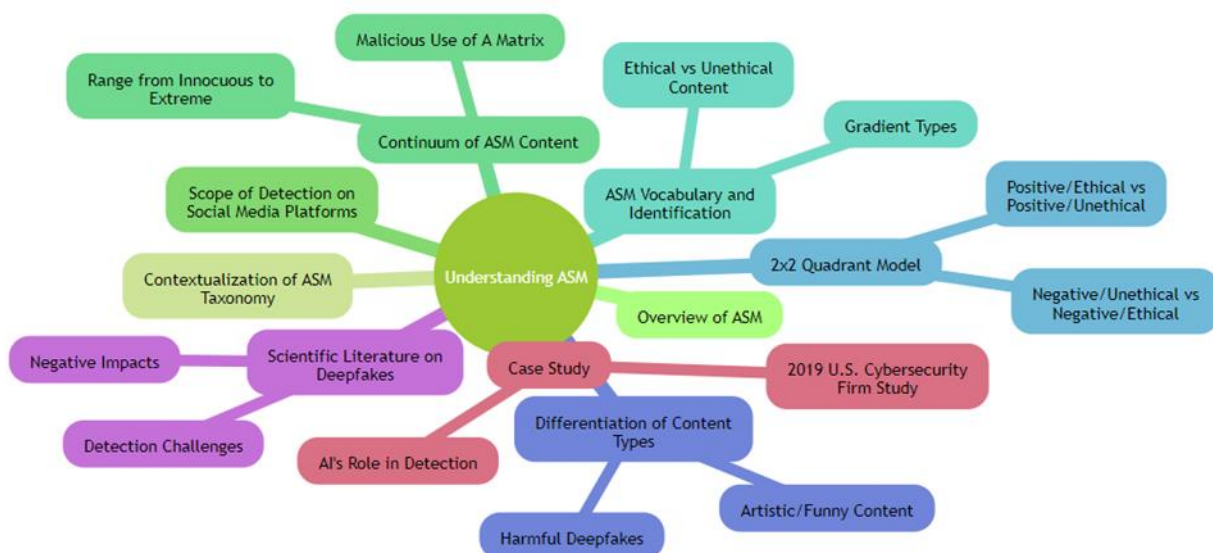 Malicious Use of A Matrix
Range from Innocuous to
Extreme
Continuum of ASM Content
Ethical vs Unethical
Content
Gradient Types
ASM Vocabulary and
Identification
Scope of Detection on
Social Media Platforms
Positive/Ethical vs
Positive/Unethical
Understanding ASM
2x2 Quadrant Model
Contextualization of ASM
Taxonomy
Overview of ASM
Negative/Unethical vs
Negative/Ethical
Negative Impacts
Scientific Literature on
Deepfakes
Case Study
2019 U.S. Cybersecurity
Firm Study
Detection Challenges
AI's Role in Detection
Differentiation of Content
Types
Harmful Deepfakes
Artistic/Funny Content